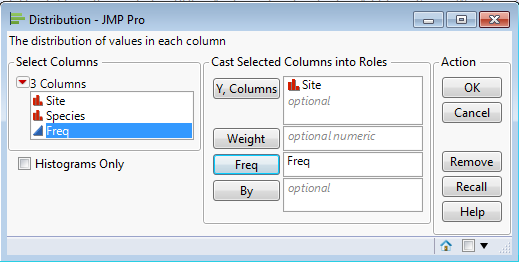 Distribution - JMP Pro
The distribution of values in each column
Select Columns
3 Columns
Site
Species
Freq
Histograms Only
Cast Selected Columns into Roles
Y, Columns
Site
optional
Weight
optional numeric
Freq
Freq
By
optional
Action
OK
Cancel
Remove
Recall
Help